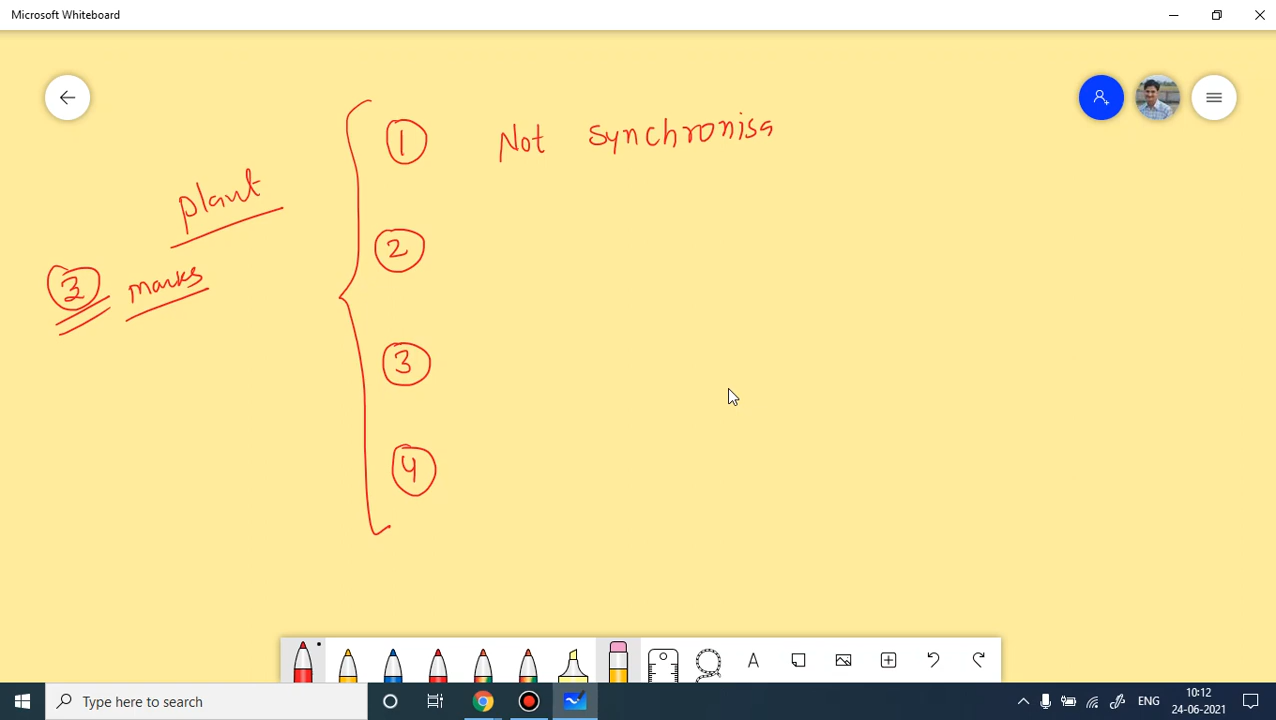 Microsoft Whiteboard
1 Not Synchronisa
plant
2
3 marks
3
4
A
Type here to search
ENG
10:12
24-06-2021